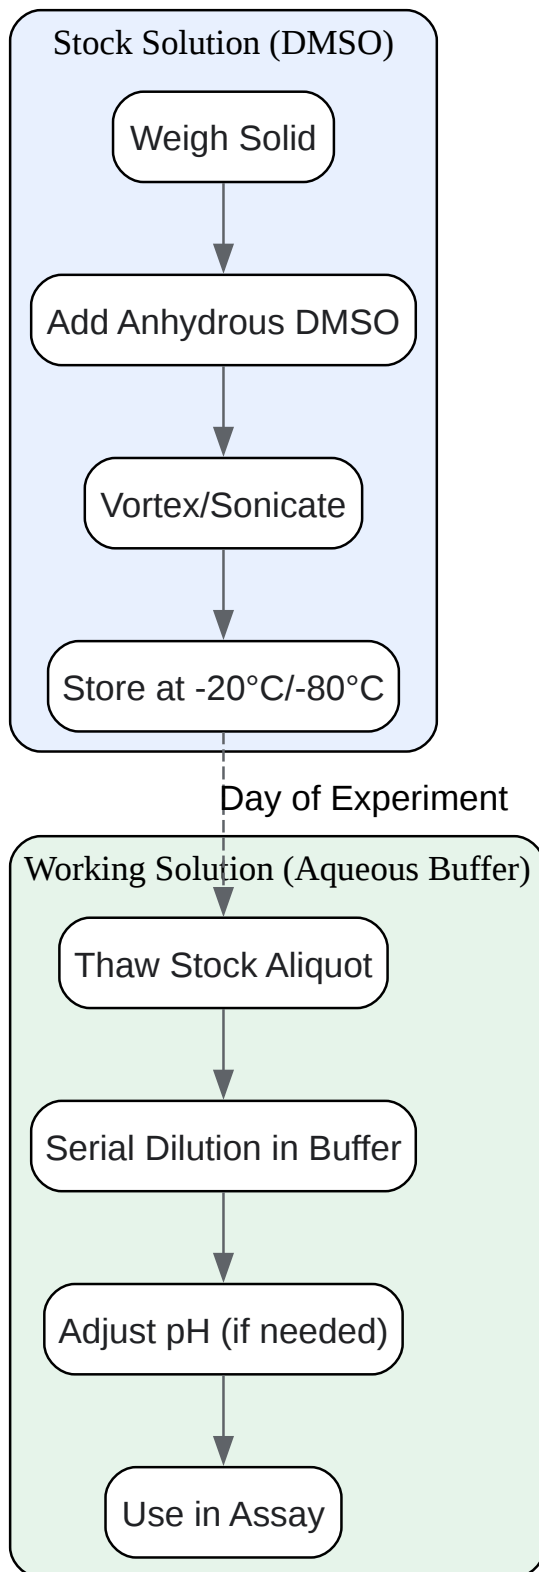 Stock Solution (DMSO)
Weigh Solid
Add Anhydrous DMSO
Vortex/Sonicate
Store at -20°C/-80°C
Day of Experiment
Working Solution (Aqueous Buffer)
Thaw Stock Aliquot
Serial Dilution in Buffer
Adjust pH (if needed)
Use in Assay